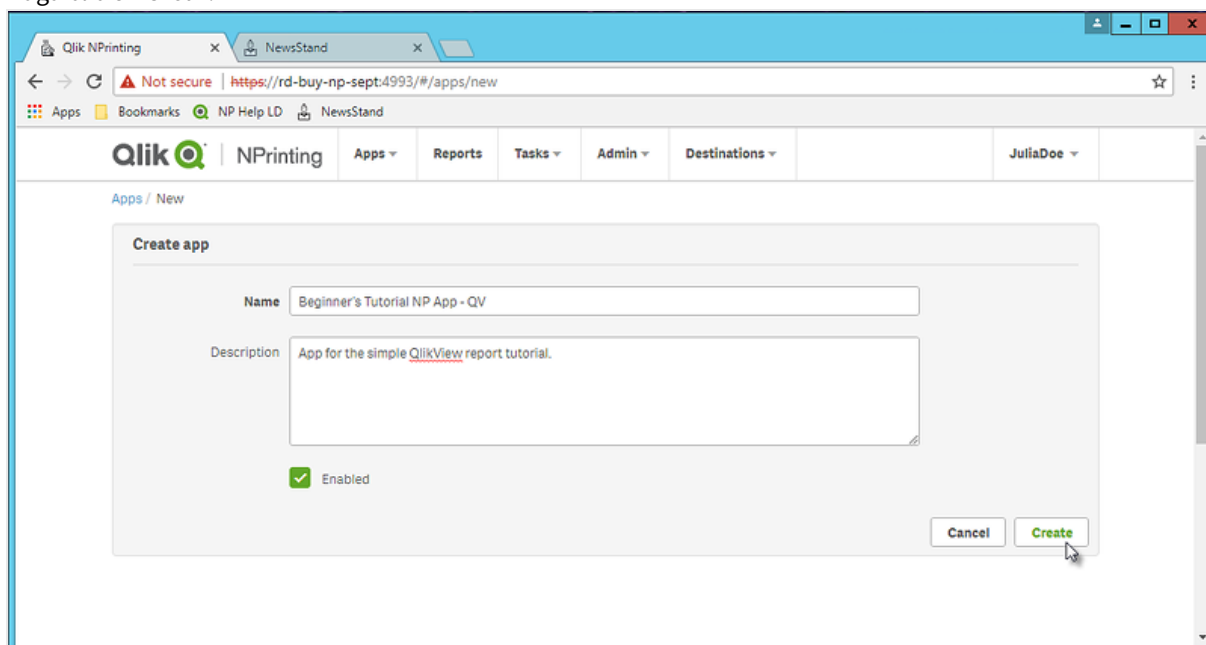 Qlik NPrinting
NewsStand
Not secure | https://rd-buy-np-sept:4993/#/apps/new
Apps Bookmarks NP Help LD NewsStand
Qlik NPrinting Apps Reports Tasks Admin Destinations JuliaDoe
Apps / New
Create app
Name Beginner's Tutorial NP App - QV
Description App for the simple QlikView report tutorial.
Enabled
Cancel Create